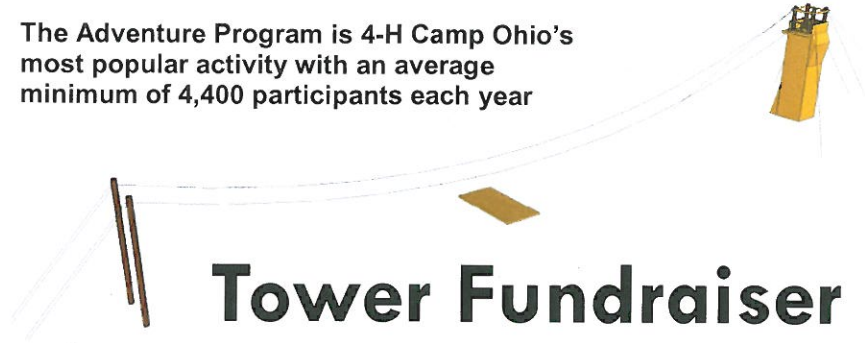 The Adventure Program is 4-H Camp Ohio's
most popular activity with an average
minimum of 4,400 participants each year
Tower Fundraiser